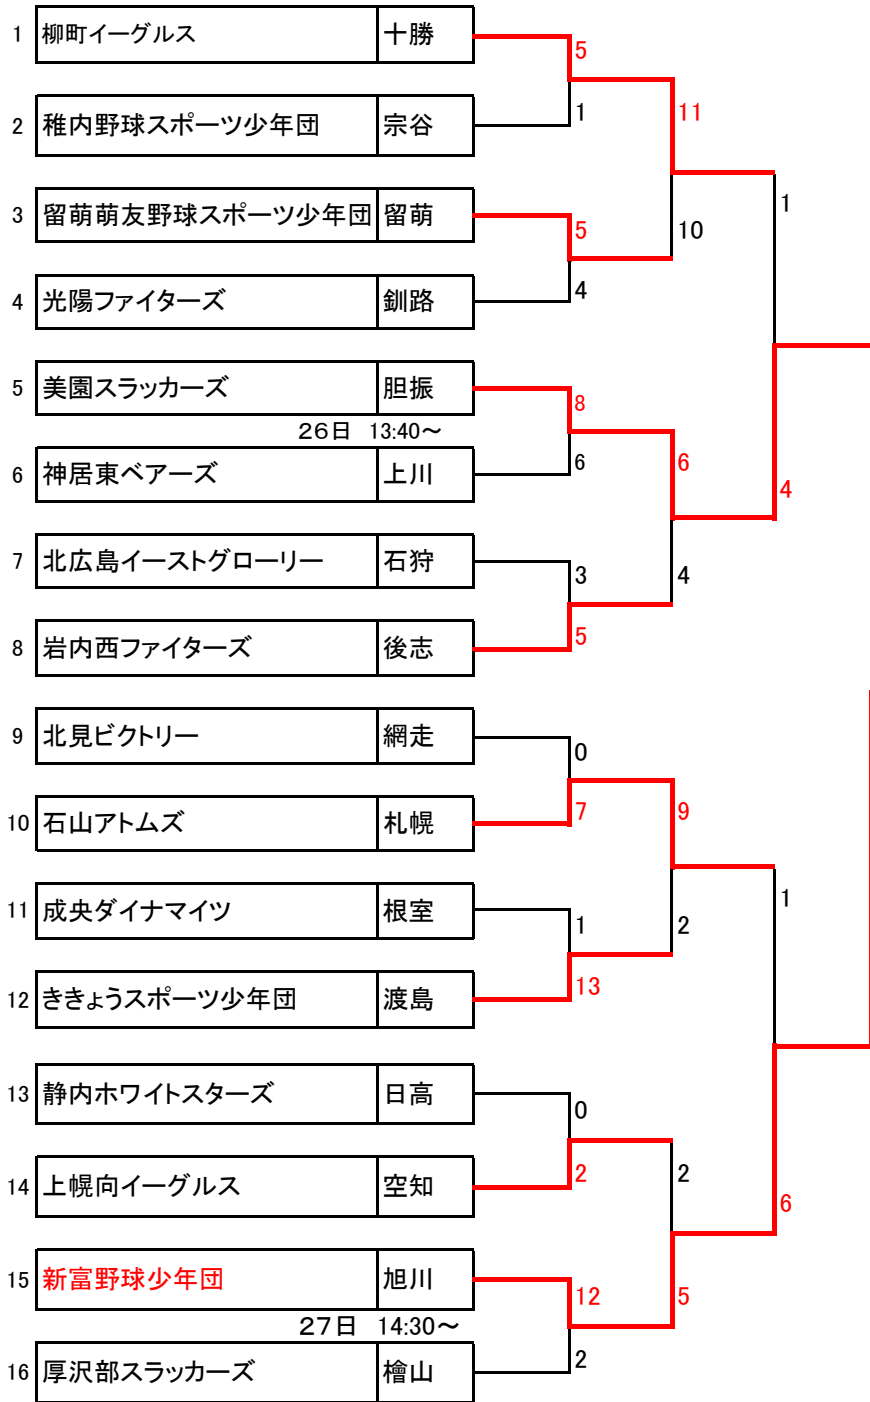 1 柳町イーグルス 十勝
5
2 稚内野球スポーツ少年団 宗谷
1
11
3 留萌萌友野球スポーツ少年団 留萌
5
10
1
4 光陽ファイターズ 釧路
4
5 美園スラッカーズ 胆振
8
26日 13:40～
6 神居東ベアーズ 上川
6
6
4
7 北広島イーストグローリー 石狩
3
4
8 岩内西ファイターズ 後志
5
9 北見ビクトリー 網走
0
10 石山アトムズ 札幌
7
9
11 成央ダイナマイツ 根室
1
2
1
12 ききょうスポーツ少年団 渡島
13
13 静内ホワイトスターズ 日高
0
14 上幌向イーグルス 空知
2
2
6
15 新富野球少年団 旭川
12
5
27日 14:30～
16 厚沢部スラッカーズ 檜山
2